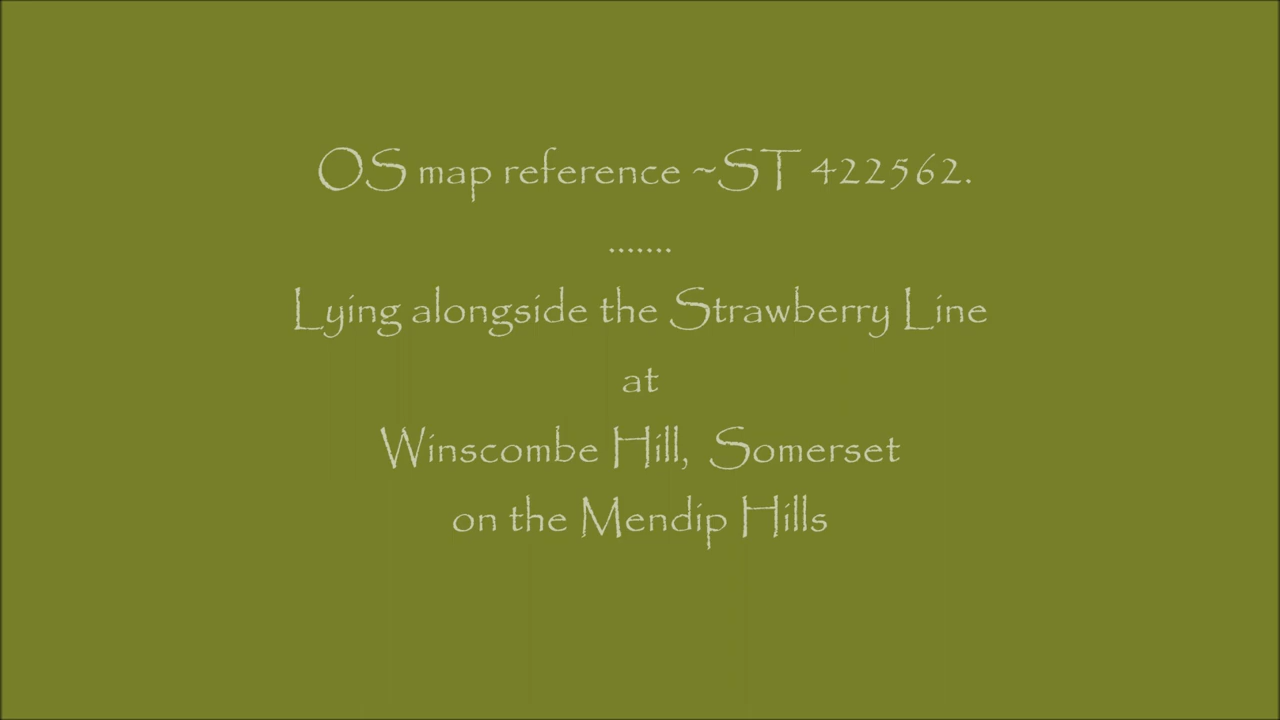 OS map reference ~ST 422562.
.......
Lying alongside the Strawberry Line
at
Winscombe Hill, Somerset
on the Mendip Hills